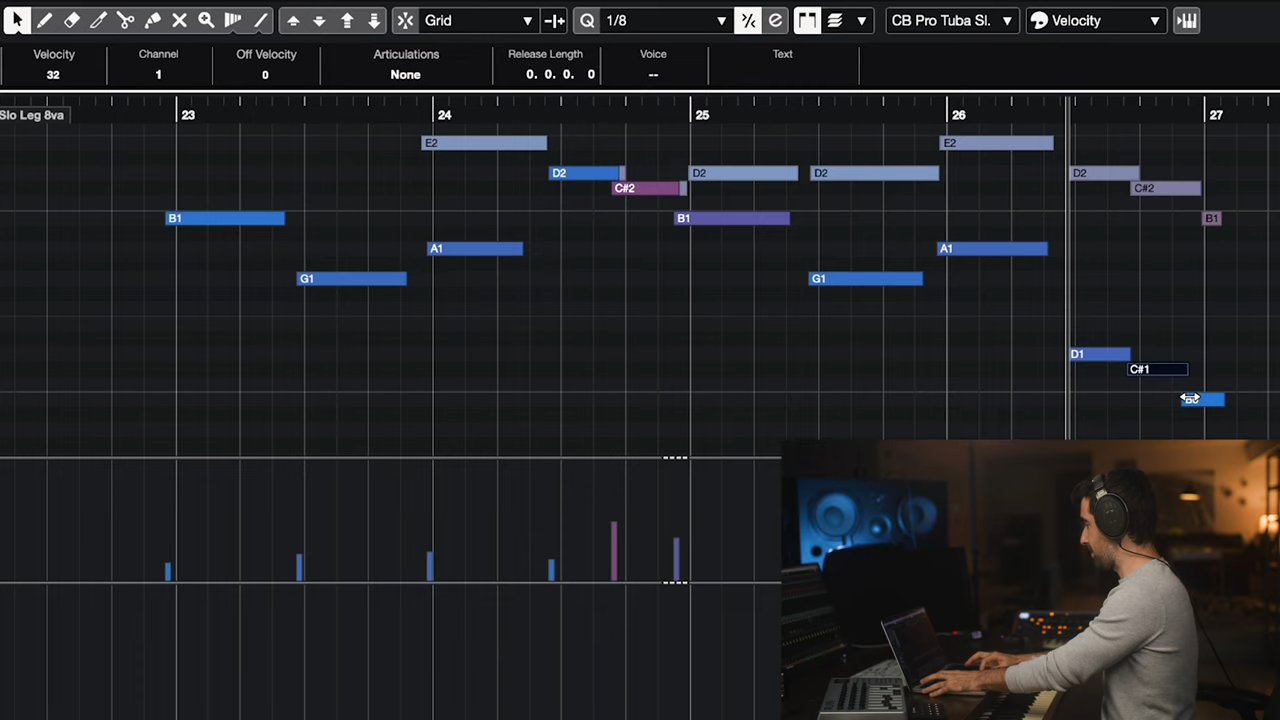 Grid
Q 1/8
CB Pro Tuba Sl.
Velocity
Velocity Channel Off Velocity Articulations Release Length Voice Text
32 1 0 None 0. 0. 0. 0 --
Slo Leg 8va 23 24 25 26 27
E2 E2
D2 D2 D2 D2
C#2 C#2
B1 B1 B1
A1 A1
G1 G1
D1
C#1